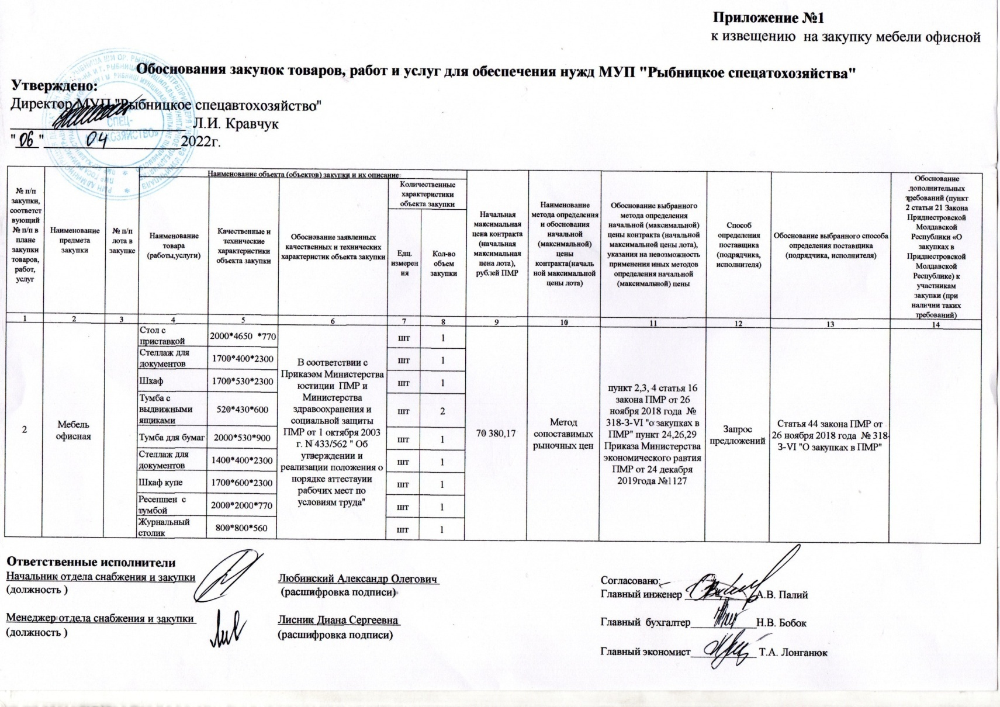 Приложение №1
к извещению на закупку мебели офисной
Обоснования закупок товаров, работ и услуг для обеспечения нужд МУП "Рыбницкое спецатохозяйства"
Утверждено:
Директор МУП "Рыбницкое спецавтохозяйство"
Л.И. Кравчук
"06" 04 2022г.
СПЕЦ-
№ п/п
закупки,
соответст
вующий
№ п/п в
плане
закупки
товаров,
работ,
услуг
Наименование
предмета
закупки
№ п/п
лота в
закупке
Наименование объекта (объектов) закупки и их описание
Наименование
товара
(работы,услуги)
Качественные и
технические
характеристики
объекта закупки
Обоснование заявленных
качественных и технических
характеристик объекта закупки
Количественные
характеристики
объекта закупки
Едц.
измерен
ия
Кол-во
объем
закупки
Начальная
максимальная
цена контракта
(начальная
максимальная
цена лота),
рублей ПМР
Наименование
метода определения
и обоснования
начальной
(максимальной)
цены
контракта(началь
ной максимальной
цены лота)
Обоснование выбранного
метода определения
начальной (максимальной)
цены контракта (начальной
максимальной цены лота),
указания на невозможность
применения иных методов
определения начальной
(максимальной) цены
Способ
определения
поставщика
(подрядчика,
исполнителя)
Обоснование выбранного способа
определения поставщика
(подрядчика, исполнителя)
Обоснование
дополнительных
требований (пункт
2 статьи 21 Закона
Приднестровской
Молдавской
Республики «О
закупках в
Приднестровской
Молдавской
Республике) к
участникам
закупки (при
наличии таких
требований)
1 2 3 4 5 6 7 8 9 10 11 12 13 14
2
Мебель
офисная
Стол с
приставкой
2000*4650 *770
шт 1
Стеллаж для
документов
1700*400*2300
шт 1
Шкаф 1700*530*2300 шт 1
Тумба с
выдвижными
ящиками
520*430*600
шт 2
Тумба для бумаг 2000*530*900 шт 1
Стеллаж для
документов
1400*400*2300
шт 1
Шкаф купе 1700*600*2300 шт 1
Ресепшен с
тумбой
2000*2000*770
шт 1
Журнальный
столик
800*800*560
шт 1
В соответствии с
Приказом Министерства
юстиции ПМР и
Министерства
здравоохранения и
социальной защиты
ПМР от 1 октября 2003
г. N 433/562 " Об
утверждении и
реализации положения о
порядке аттестауии
рабочих мест по
условиям труда"
70 380,17
Метод
сопоставимых
рыночных цен
пункт 2,3, 4 статья 16
закона ПМР от 26
ноября 2018 года №
318-З-VI "о закупках в
ПМР" пункт 24,26,29
Приказа Министерства
экономического равтия
ПМР от 24 декабря
2019года №1127
Запрос
предложений
Статья 44 закона ПМР от
26 ноября 2018 года № 318-
З-VI "О закупках в ПМР"
Ответственные исполнители
Начальник отдела снабжения и закупки
(должность )
Любинский Александр Олегович
(расшифровка подписи)
Менеджер отдела снабжения и закупки
(должность )
Лисник Диана Сергеевна
(расшифровка подписи)
Согласовано:
Главный инженер А.В. Палий
Главный бухгалтер Н.В. Бобок
Главный экономист Т.А. Лонганюк